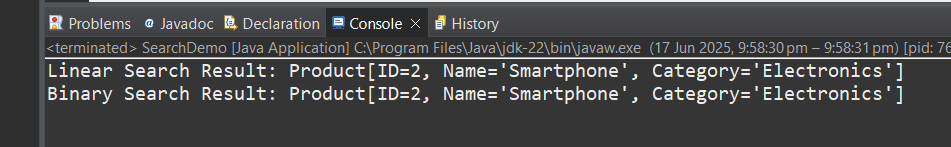 Problems Javadoc Declaration Console History
<terminated> SearchDemo [Java Application] C:\Program Files\Java\jdk-22\bin\javaw.exe (17 Jun 2025, 9:58:30 pm – 9:58:31 pm) [pid: 76
Linear Search Result: Product[ID=2, Name='Smartphone', Category='Electronics']
Binary Search Result: Product[ID=2, Name='Smartphone', Category='Electronics']